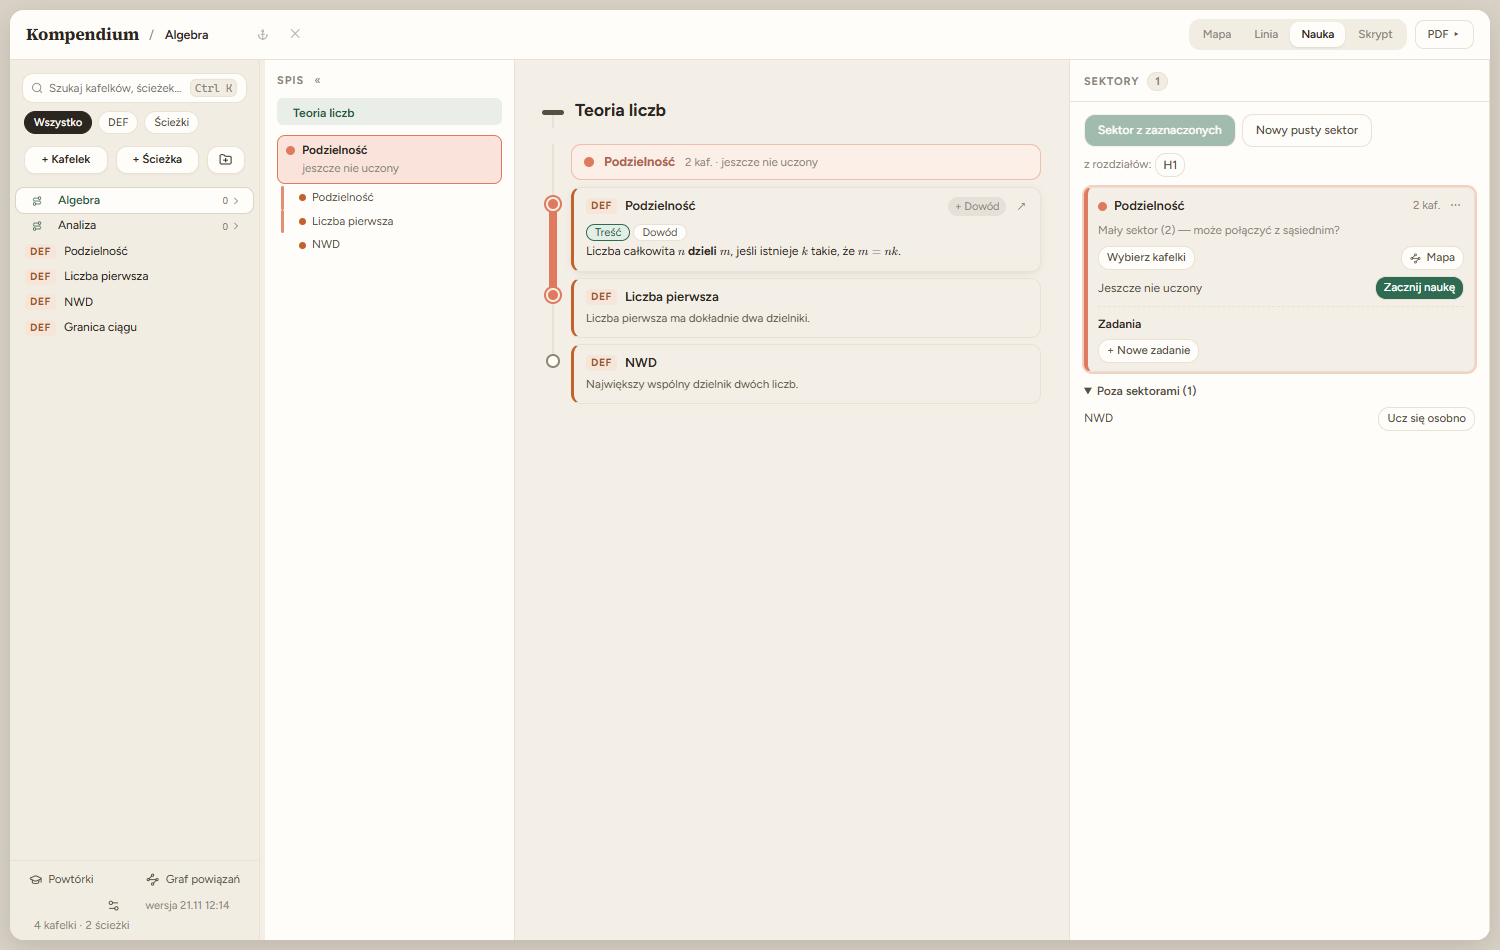 Kompendium / Algebra
Mapa Linia Nauka Skrypt PDF
Szukaj kafelków, ścieżek... Ctrl K
Wszystko DEF Ścieżki
+ Kafelek + Ścieżka
Algebra 0
Analiza 0
DEF Podzielność
DEF Liczba pierwsza
DEF NWD
DEF Granica ciągu
Powtórki Graf powiązań
wersja 21.11 12:14
4 kafelki · 2 ścieżki
SPIS «
Teoria liczb
Podzielność
jeszcze nie uczony
Podzielność
Liczba pierwsza
NWD
Teoria liczb
Podzielność 2 kaf. · jeszcze nie uczony
DEF Podzielność + Dowód ↗
Treść Dowód
Liczba całkowita n dzieli m, jeśli istnieje k takie, że m = nk.
DEF Liczba pierwsza
Liczba pierwsza ma dokładnie dwa dzielniki.
DEF NWD
Największy wspólny dzielnik dwóch liczb.
SEKTORY 1
Sektor z zaznaczonych Nowy pusty sektor
z rozdziałów: H1
Podzielność 2 kaf. ···
Mały sektor (2) — może połączyć z sąsiednim?
Wybierz kafelki Mapa
Jeszcze nie uczony Zacznij naukę
Zadania
+ Nowe zadanie
▼ Poza sektorami (1)
NWD Ucz się osobno